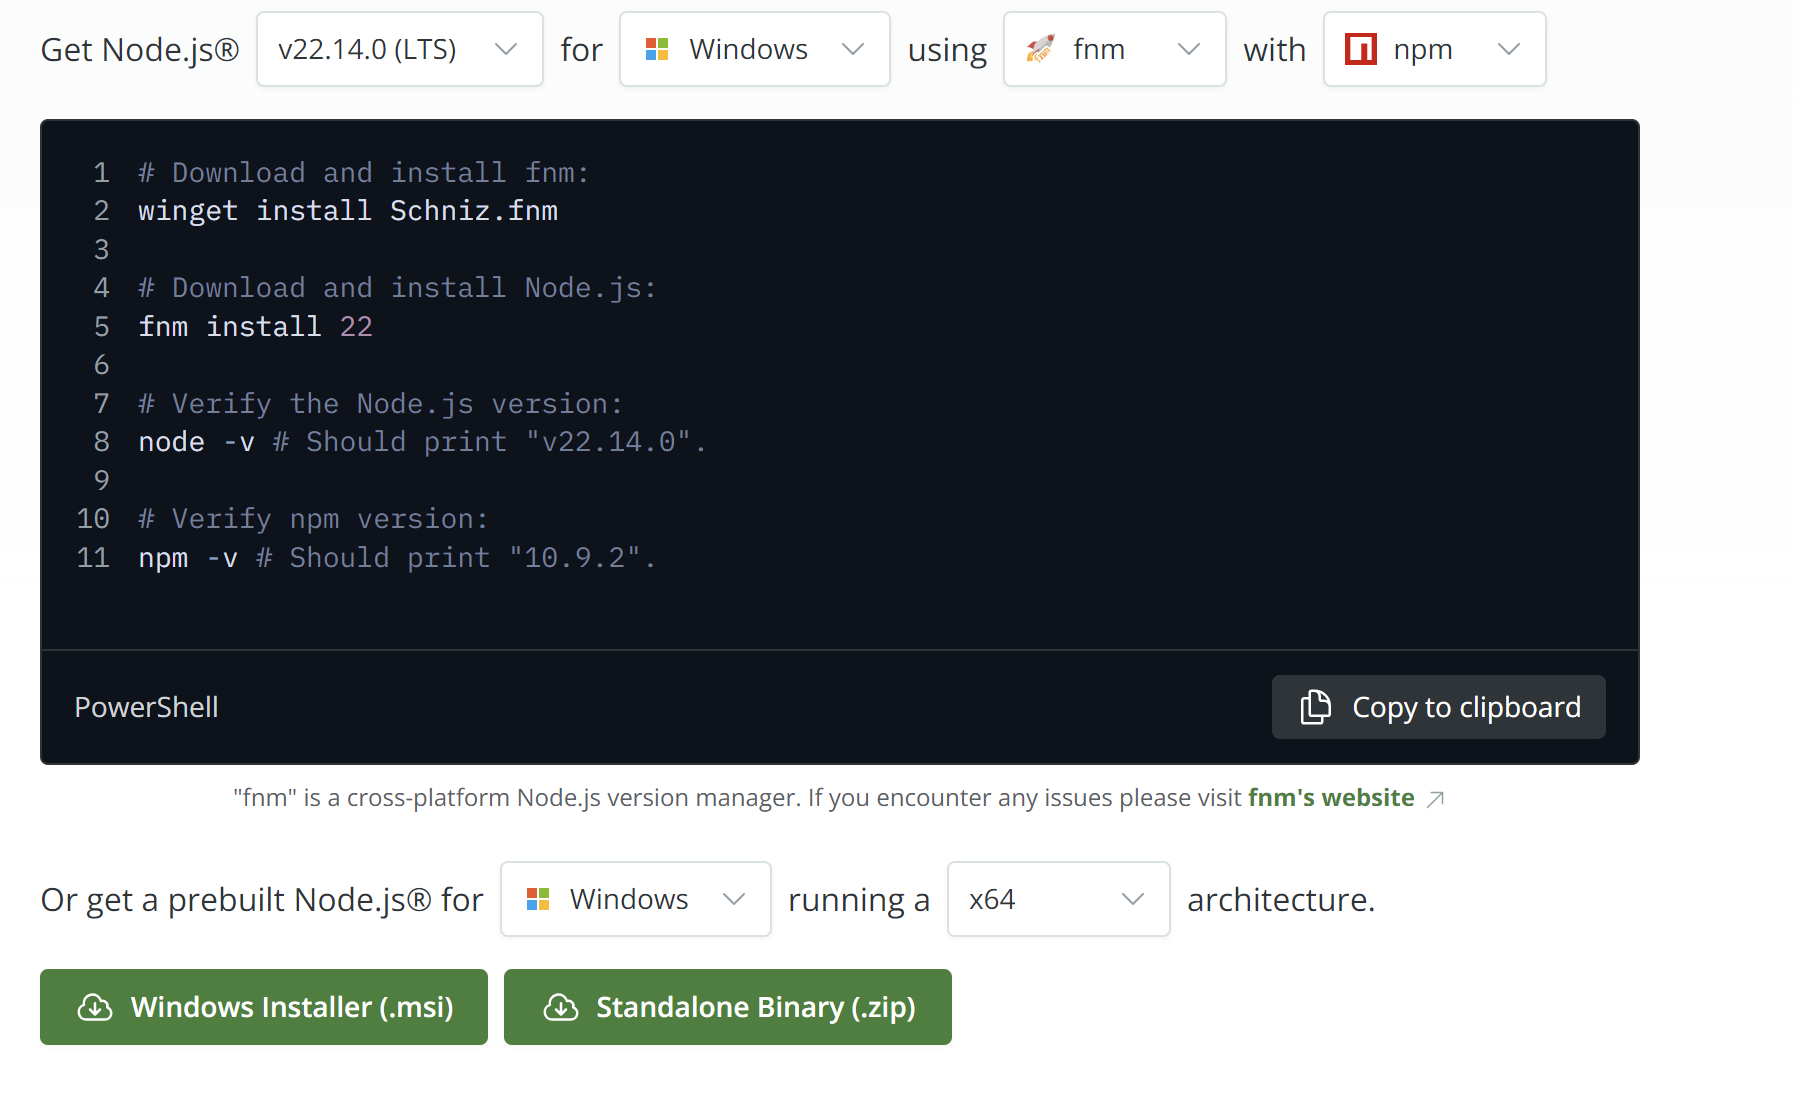 Get Node.js® v22.14.0 (LTS) for Windows using fnm with npm
1 # Download and install fnm:
2 winget install Schniz.fnm
3
4 # Download and install Node.js:
5 fnm install 22
6
7 # Verify the Node.js version:
8 node -v # Should print "v22.14.0".
9
10 # Verify npm version:
11 npm -v # Should print "10.9.2".
PowerShell Copy to clipboard
"fnm" is a cross-platform Node.js version manager. If you encounter any issues please visit fnm's website
Or get a prebuilt Node.js® for Windows running a x64 architecture.
Windows Installer (.msi) Standalone Binary (.zip)